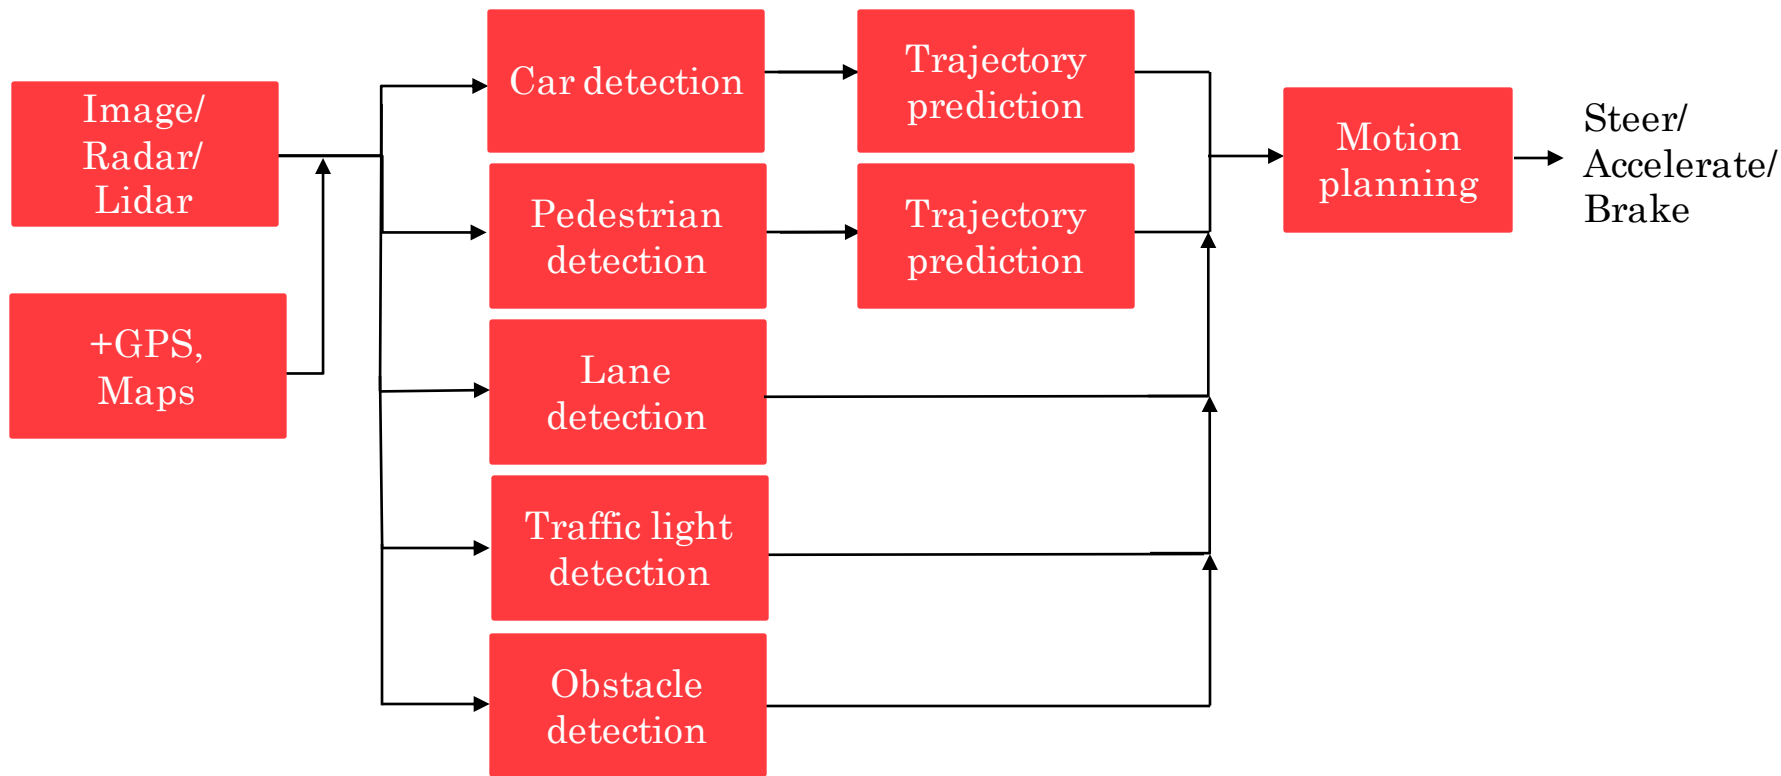 Image/
Radar/
Lidar
+GPS,
Maps
Car detection
Pedestrian
detection
Lane
detection
Traffic light
detection
Obstacle
detection
Trajectory
prediction
Trajectory
prediction
Motion
planning
Steer/
Accelerate/
Brake